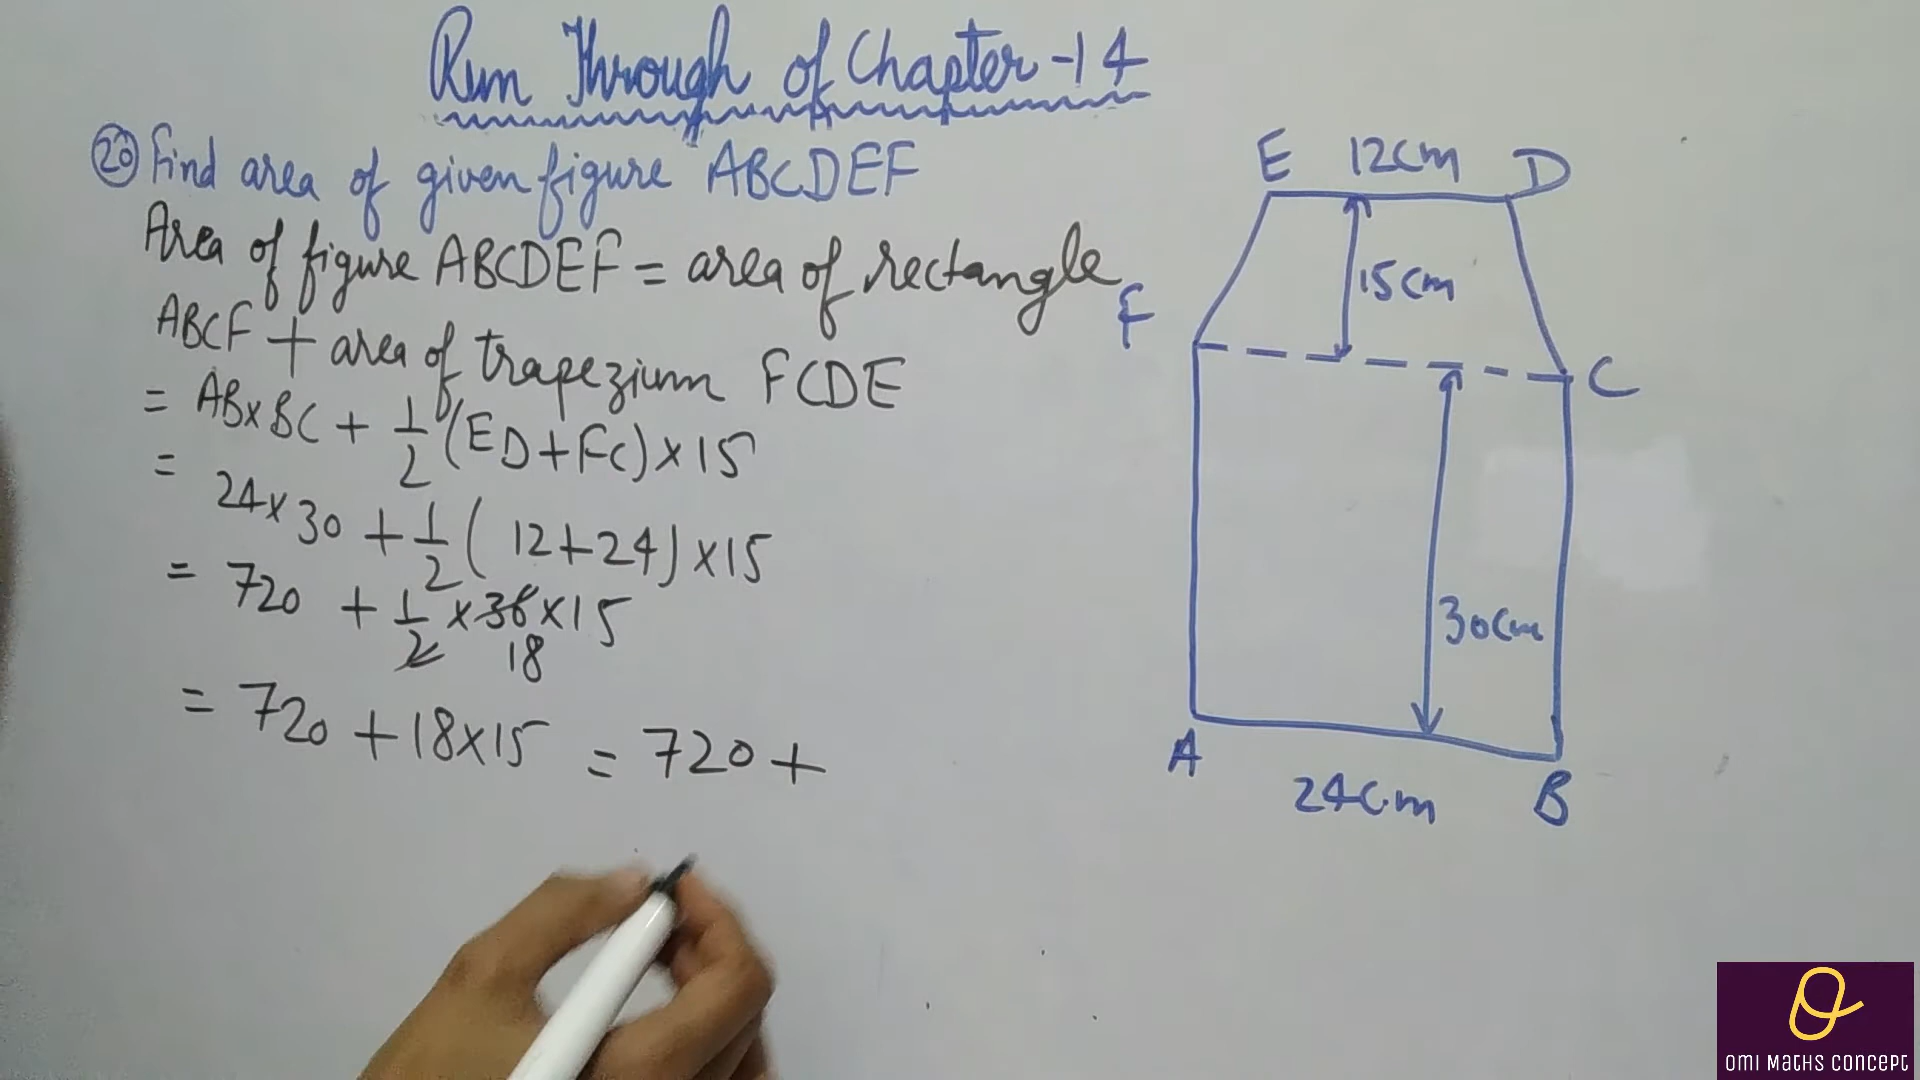 Run Through of Chapter-14
20 Find area of given figure ABCDEF
Area of figure ABCDEF = area of rectangle
ABCF + area of trapezium FCDE
= AB×BC + 1/2 (ED+FC)×15
= 24×30 + 1/2 (12+24)×15
= 720 + 1/2 ×36×15
18
= 720 +18×15 = 720 +
E 12cm D
15cm
F
C
30cm
A
24cm B
OMI MATHS CONCEPT